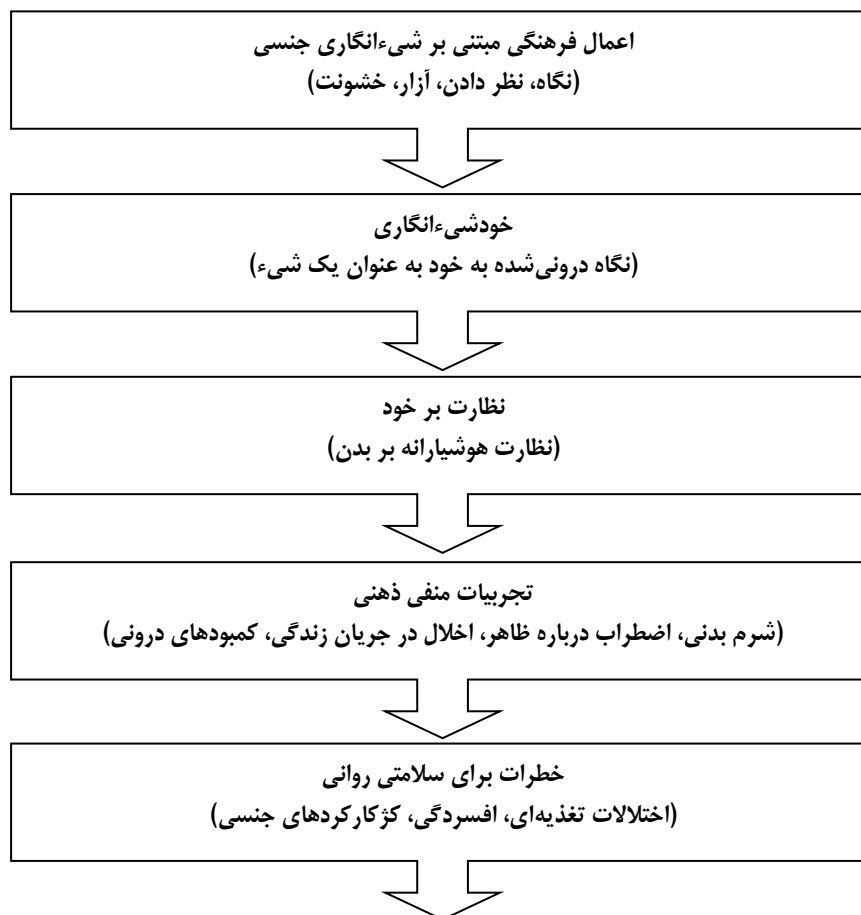 اعمال فرهنگی مبتنی بر شیءانگاری جنسی
(نگاه، نظر دادن، آزار، خشونت)
خودشیءانگاری
(نگاه درونی‌شده به خود به عنوان یک شیء)
نظارت بر خود
(نظارت هوشیارانه بر بدن)
تجربیات منفی ذهنی
(شرم بدنی، اضطراب درباره ظاهر، اخلال در جریان زندگی، کمبودهای درونی)
خطرات برای سلامتی روانی
(اختلالات تغذیه‌ای، افسردگی، کژکارکردهای جنسی)